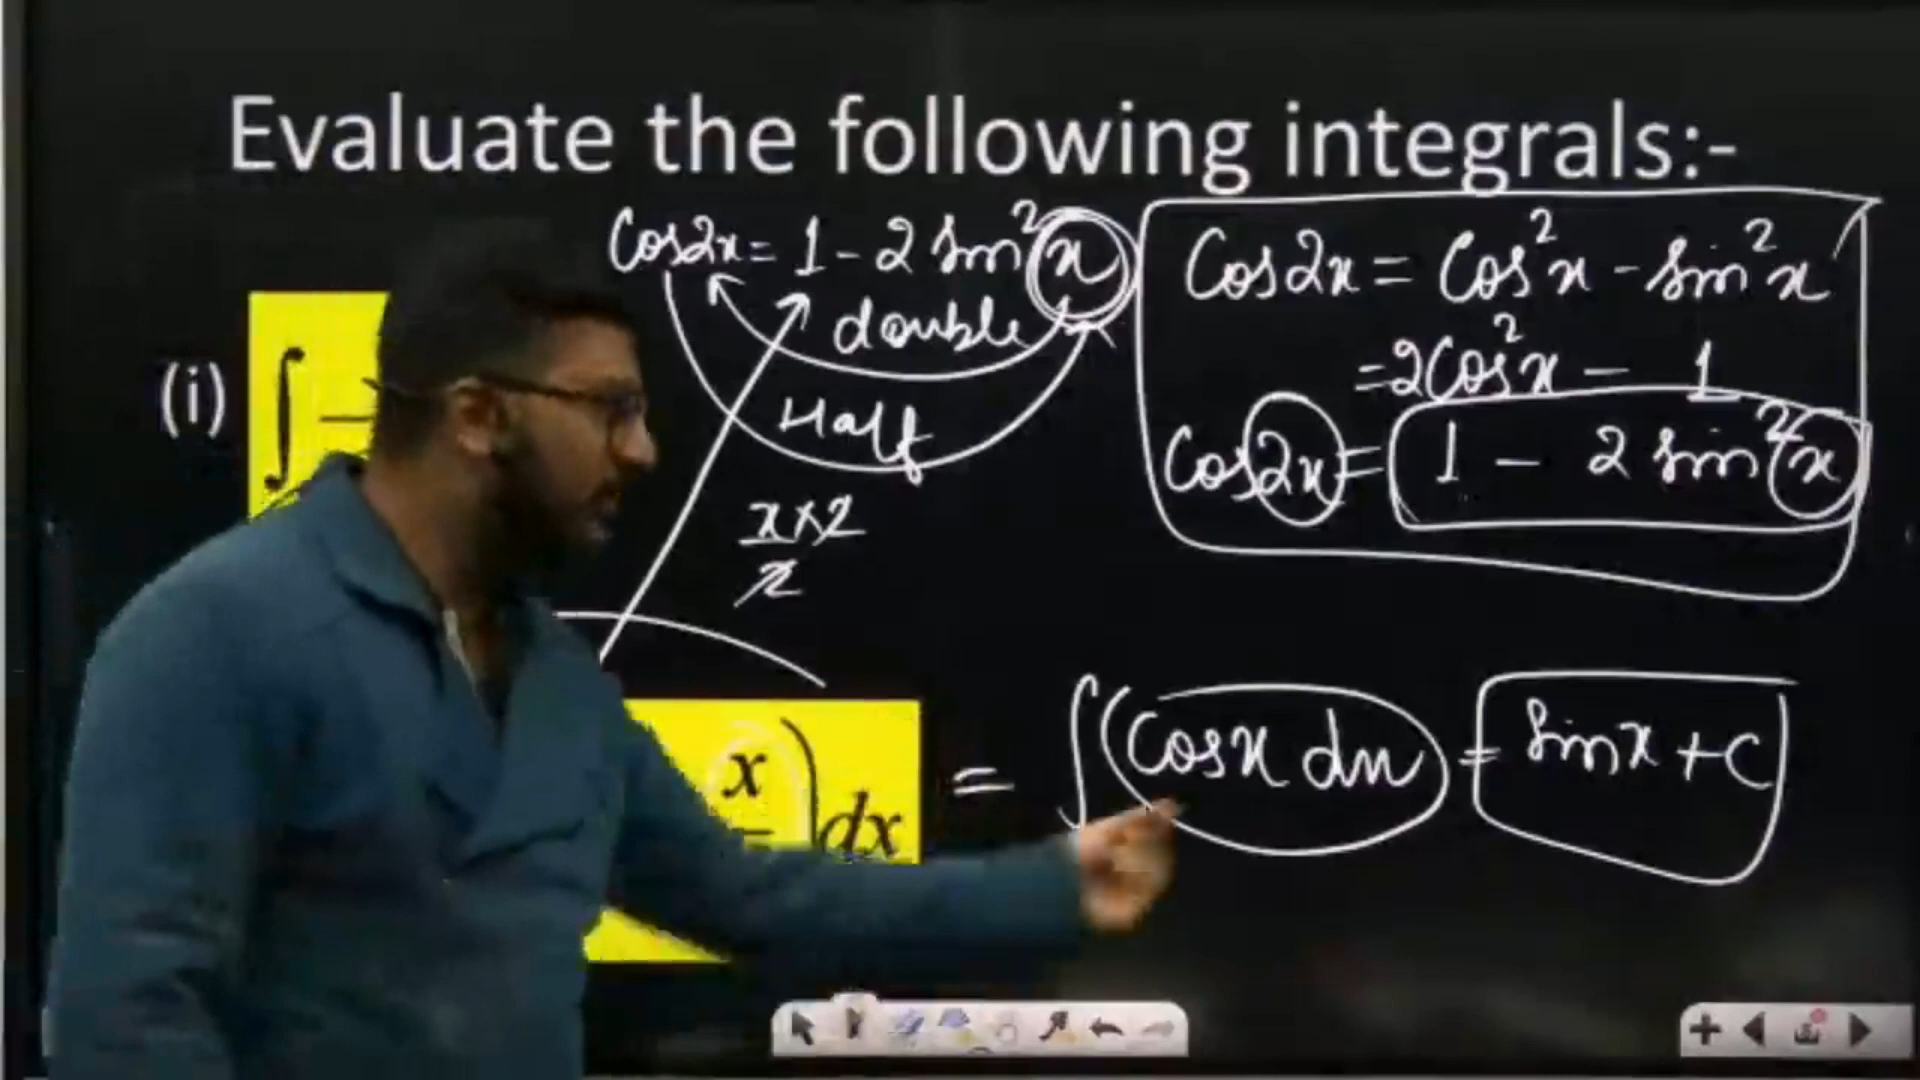 Evaluate the following integrals:-
Cos2x = 1 - 2 sin²x
double
Half
x×2
2
Cos2x = Cos²x - sin²x
= 2Cos²x - 1
Cos2x = 1 - 2 sin²x
(i) ∫
x ) dx = ∫ Cosx dx = sinx + C